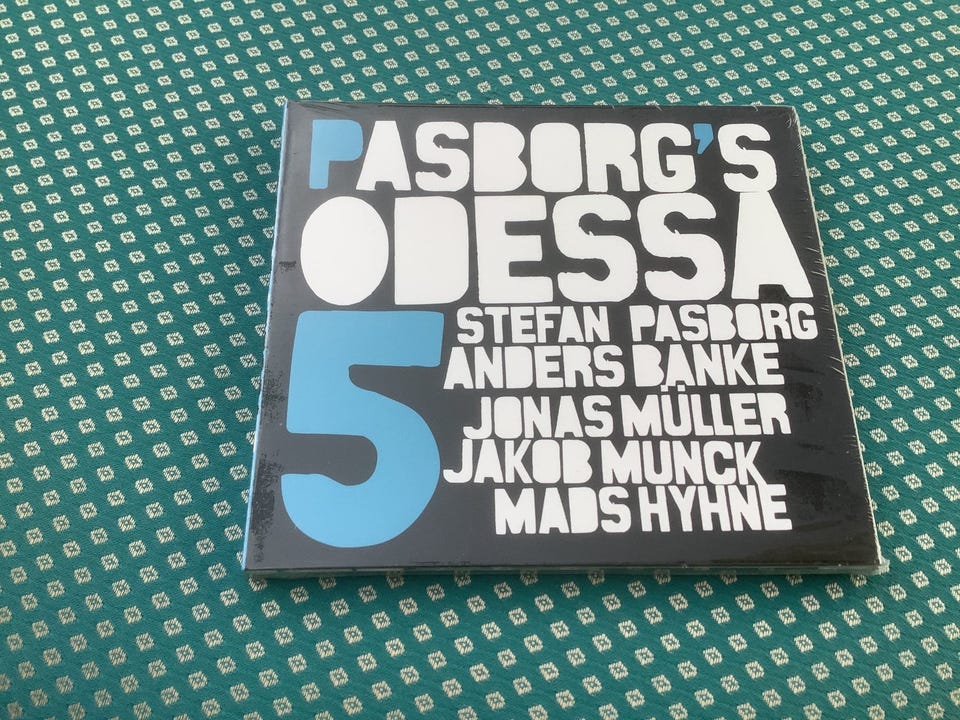 PASBORG'S
ODESSA
5
STEFAN PASBORG
ANDERS BANKE
JONAS MÜLLER
JAKOB MUNCK
MADS HYHNE